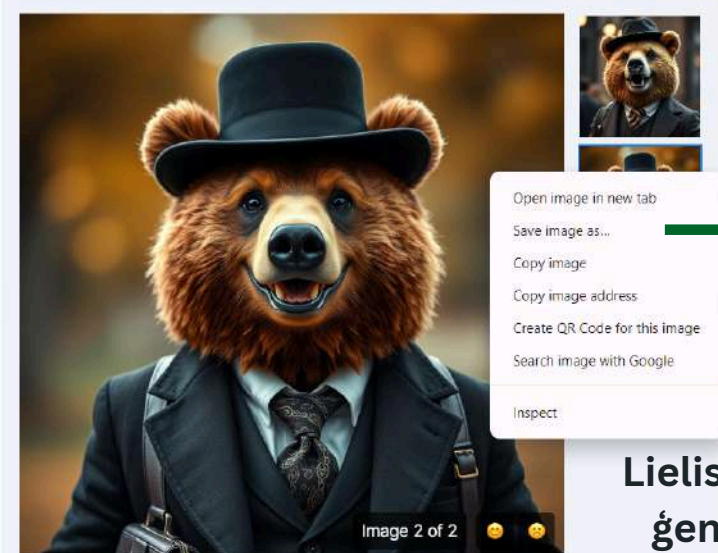 Open image in new tab
Save image as...
Copy image
Copy image address
Create QR Code for this image
Search image with Google
Inspect
Image 2 of 2